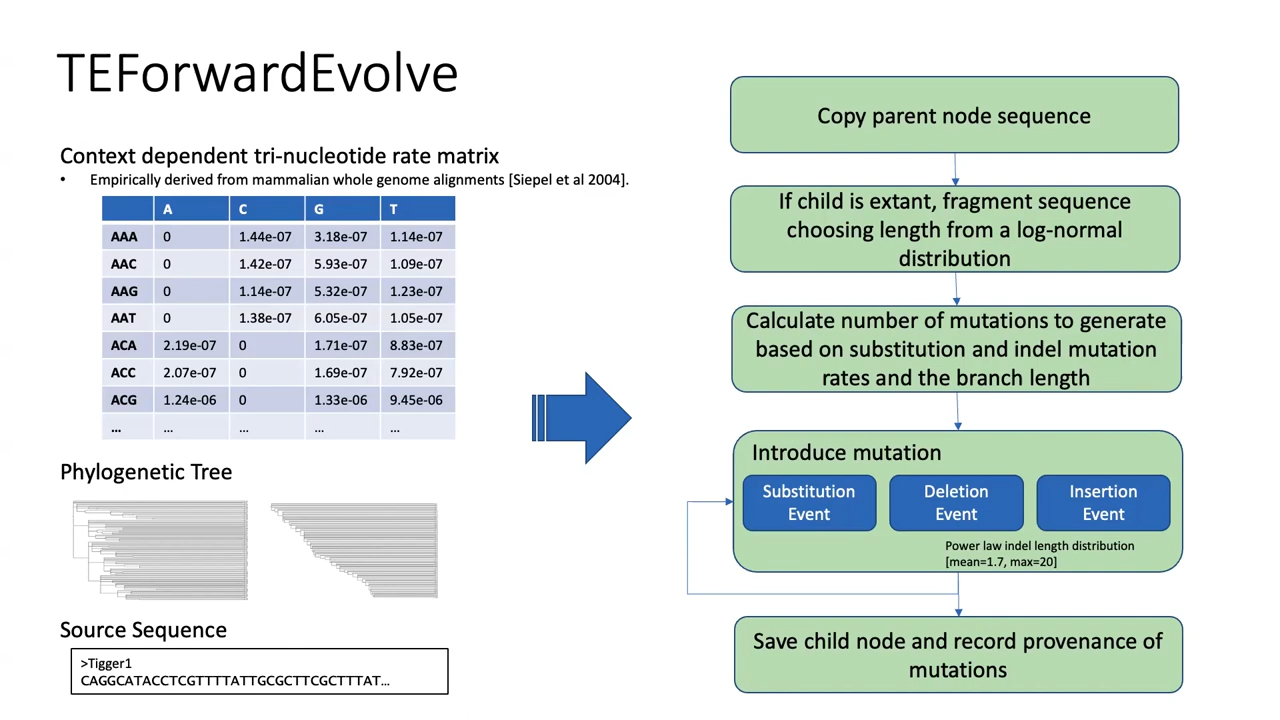 TEForwardEvolve
Context dependent tri-nucleotide rate matrix
• Empirically derived from mammalian whole genome alignments [Siepel et al 2004].
A C G T
AAA 0 1.44e-07 3.18e-07 1.14e-07
AAC 0 1.42e-07 5.93e-07 1.09e-07
AAG 0 1.14e-07 5.32e-07 1.23e-07
AAT 0 1.38e-07 6.05e-07 1.05e-07
ACA 2.19e-07 0 1.71e-07 8.83e-07
ACC 2.07e-07 0 1.69e-07 7.92e-07
ACG 1.24e-06 0 1.33e-06 9.45e-06
... ... ... ... ...
Phylogenetic Tree
Source Sequence
>Tigger1
CAGGCATACCTCGTTTTATTGCGCTTCGCTTTAT...
Copy parent node sequence
If child is extant, fragment sequence
choosing length from a log-normal
distribution
Calculate number of mutations to generate
based on substitution and indel mutation
rates and the branch length
Introduce mutation
Substitution
Event
Deletion
Event
Insertion
Event
Power law indel length distribution
[mean=1.7, max=20]
Save child node and record provenance of
mutations